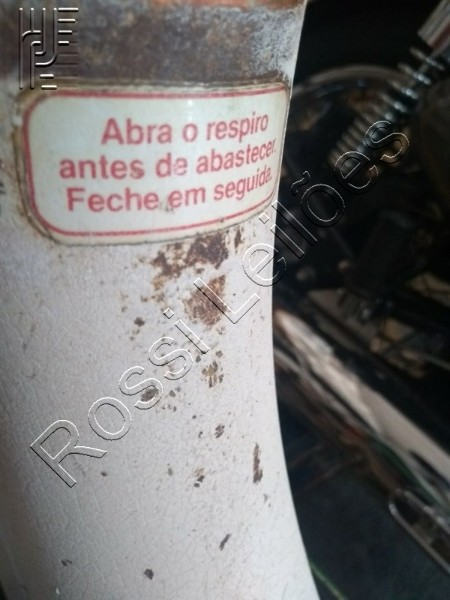 Abra o respiro
antes de abastecer.
Feche em seguida.
Rossi Leilões